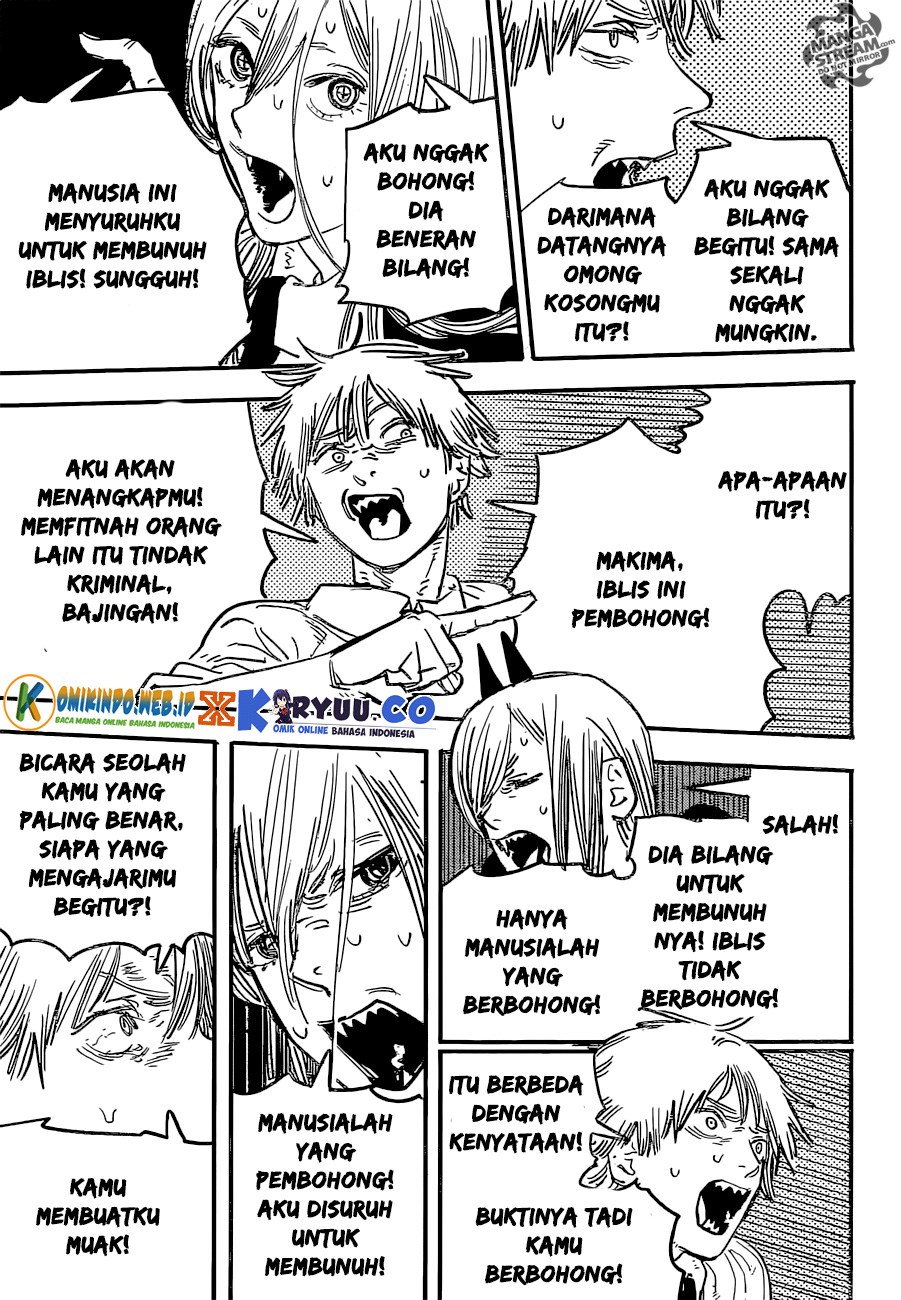 MANGA
STREAM.com
DO NOT MIRROR
AKU NGGAK
BILANG
BEGITU! SAMA
SEKALI
NGGAK
MUNGKIN.
DARIMANA
DATANGNYA
OMONG
KOSONGMU
ITU?!
AKU NGGAK
BOHONG!
DIA
BENERAN
BILANG!
MANUSIA INI
MENYURUHKU
UNTUK MEMBUNUH
IBLIS! SUNGGUH!
APA-APAAN
ITU?!
MAKIMA,
IBLIS INI
PEMBOHONG!
AKU AKAN
MENANGKAPMU!
MEMFITNAH ORANG
LAIN ITU TINDAK
KRIMINAL,
BAJINGAN!
KOMIKINDO.WEB.ID X KIRYUU.CO
BACA MANGA ONLINE BAHASA INDONESIA
OMIK ONLINE BAHASA INDONESIA
SALAH!
DIA BILANG
UNTUK
MEMBUNUH
NYA! IBLIS
TIDAK
BERBOHONG!
HANYA
MANUSIALAH
YANG
BERBOHONG!
ITU BERBEDA
DENGAN
KENYATAAN!
BUKTINYA TADI
KAMU
BERBOHONG!
MANUSIALAH
YANG
PEMBOHONG!
AKU DISURUH
UNTUK
MEMBUNUH!
BICARA SEOLAH
KAMU YANG
PALING BENAR,
SIAPA YANG
MENGAJARIMU
BEGITU?!
KAMU
MEMBUATKU
MUAK!